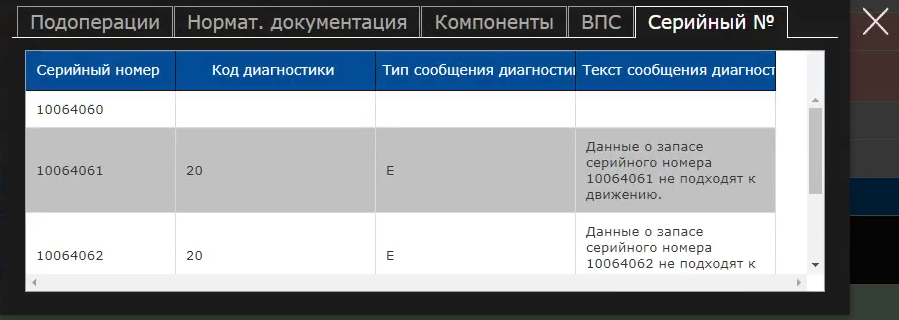 Подоперации Нормат. документация Компоненты ВПС Серийный №
Серийный номер Код диагностики Тип сообщения диагности Текст сообщения диагност
10064060
10064061 20 E Данные о запасе
серийного номера
10064061 не подходят к
движению.
10064062 20 E Данные о запасе
серийного номера
10064062 не подходят к